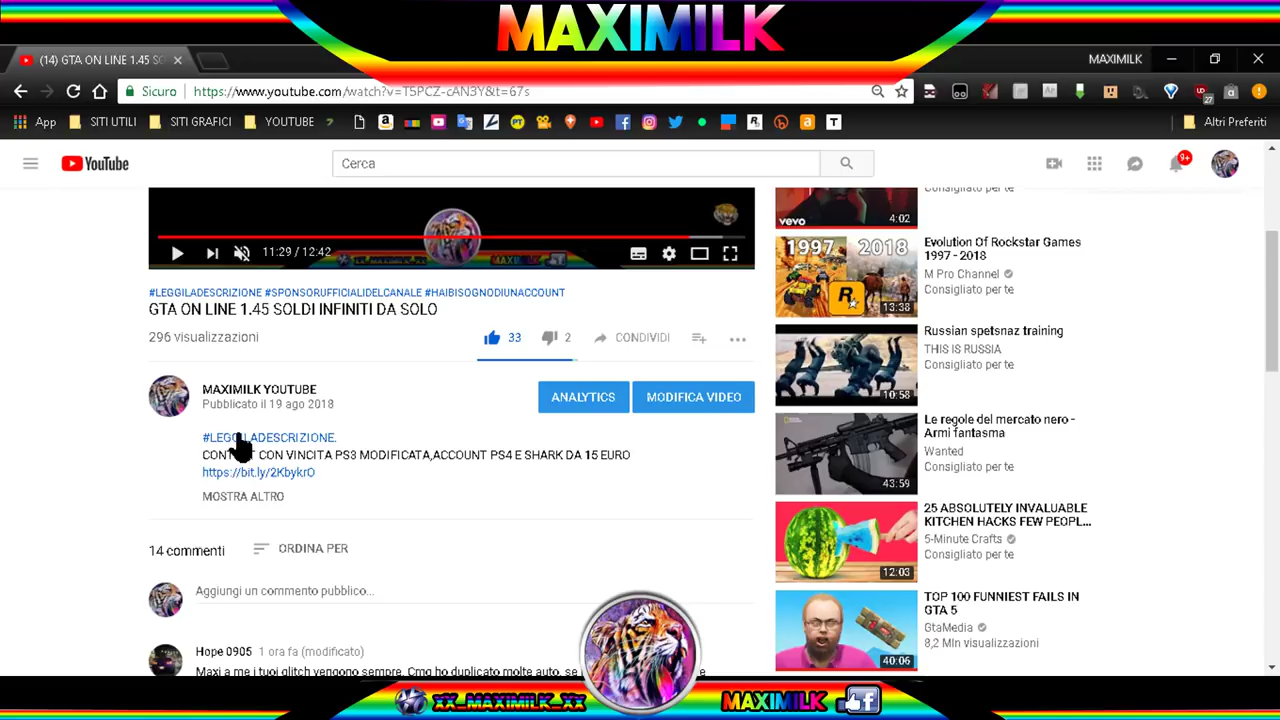 MAXIMILK
(14) GTA ON LINE 1.45 SO
MAXIMILK
Sicuro
https://www.youtube.com/watch?v=T5PCZ-cAN3Y&t=67s
App
SITI UTILI
SITI GRAFICI
YOUTUBE
Altri Preferiti
YouTube
Cerca
9+
vevo
4:02
Consigliato per te
11:29 / 12:42
1997 2018
13:38
Evolution Of Rockstar Games
1997 - 2018
M Pro Channel
Consigliato per te
#LEGGILADESCRIZIONE #SPONSORUFFICIALIDELCANALE #HAIBISOGNODIUNACCOUNT
GTA ON LINE 1.45 SOLDI INFINITI DA SOLO
296 visualizzazioni
33
2
CONDIVIDI
10:58
Russian spetsnaz training
THIS IS RUSSIA
Consigliato per te
MAXIMILK YOUTUBE
Pubblicato il 19 ago 2018
ANALYTICS
MODIFICA VIDEO
#LEGGILADESCRIZIONE.
CONTEST CON VINCITA PS3 MODIFICATA,ACCOUNT PS4 E SHARK DA 15 EURO
https://bit.ly/2KbykrO
MOSTRA ALTRO
43:59
Le regole del mercato nero -
Armi fantasma
Wanted
Consigliato per te
14 commenti
ORDINA PER
12:03
25 ABSOLUTELY INVALUABLE
KITCHEN HACKS FEW PEOPL...
5-Minute Crafts
Consigliato per te
Aggiungi un commento pubblico...
40:06
TOP 100 FUNNIEST FAILS IN
GTA 5
GtaMedia
8,2 Mln visualizzazioni
Hope 0905 1 ora fa (modificato)
Maxi a me i tuoi glitch vengono sempre. Cmq ho duplicato molte auto, se
xX_MAXIMILK_Xx
MAXIMILK